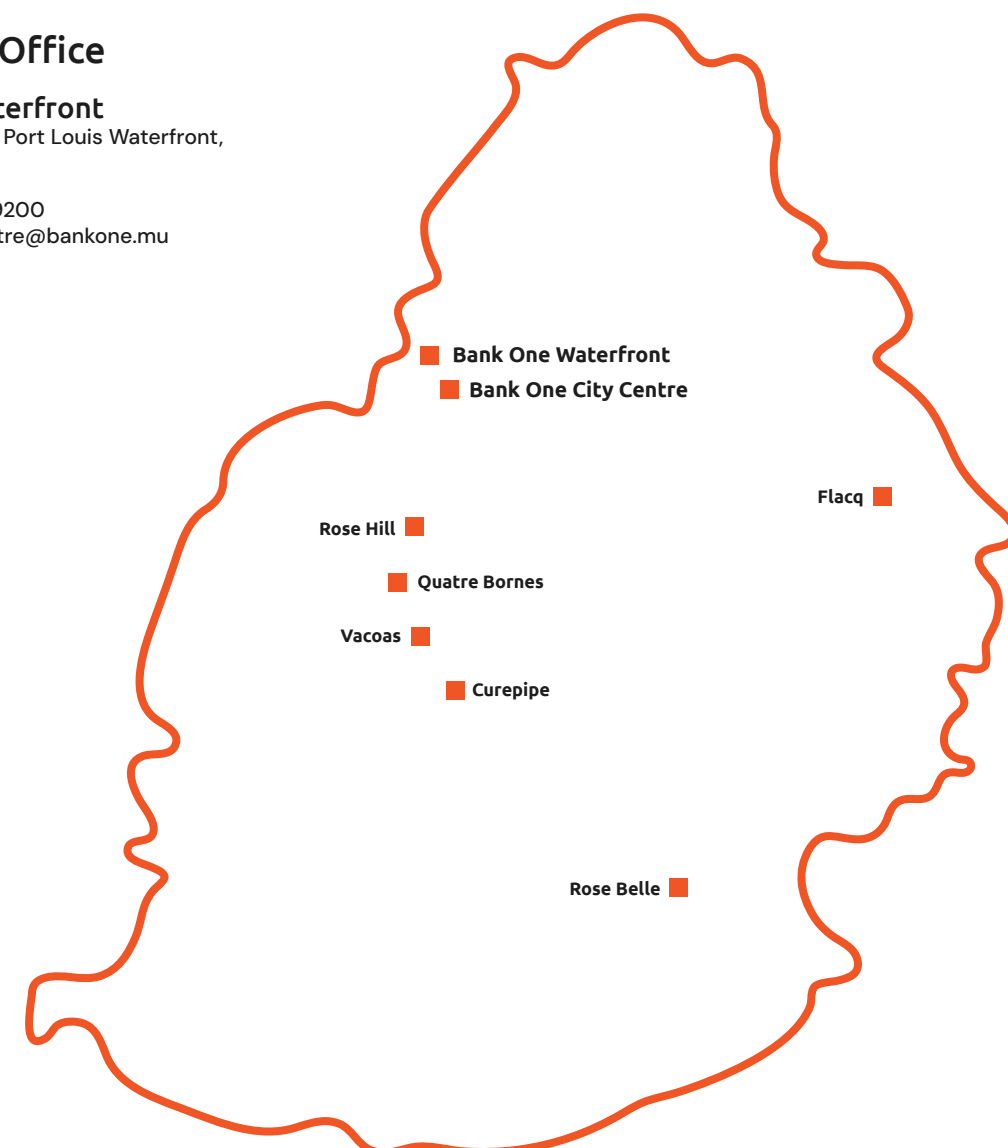 Office
terfront
Port Louis Waterfront,
9200
tre@bankone.mu
Bank One Waterfront
Bank One City Centre
Flacq
Rose Hill
Quatre Bornes
Vacoas
Curepipe
Rose Belle